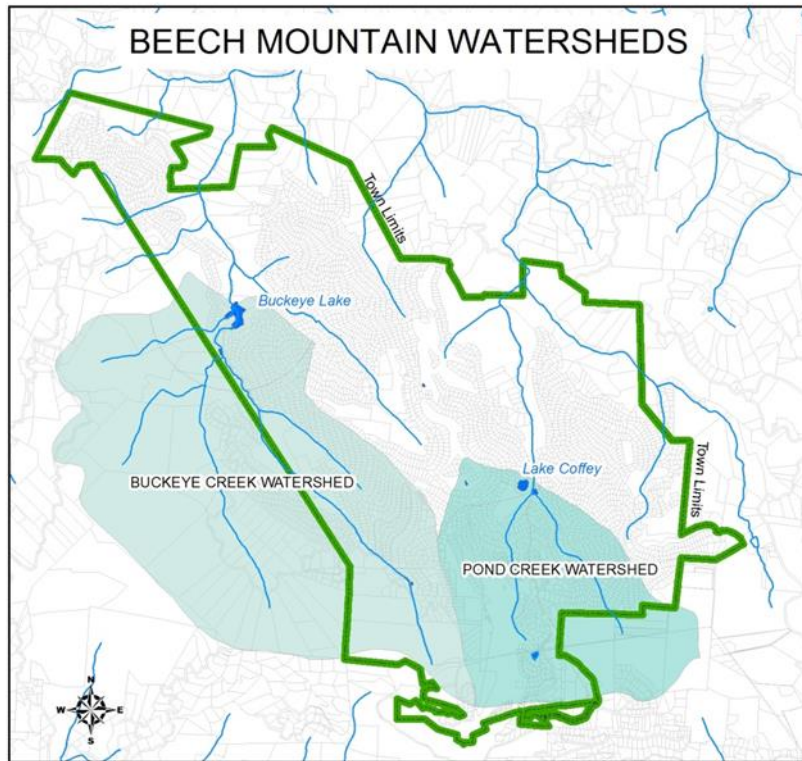 BEECH MOUNTAIN WATERSHEDS
Town Limits
Buckeye Lake
Lake Coffey
Town Limits
BUCKEYE CREEK WATERSHED
POND CREEK WATERSHED
N
W E
S